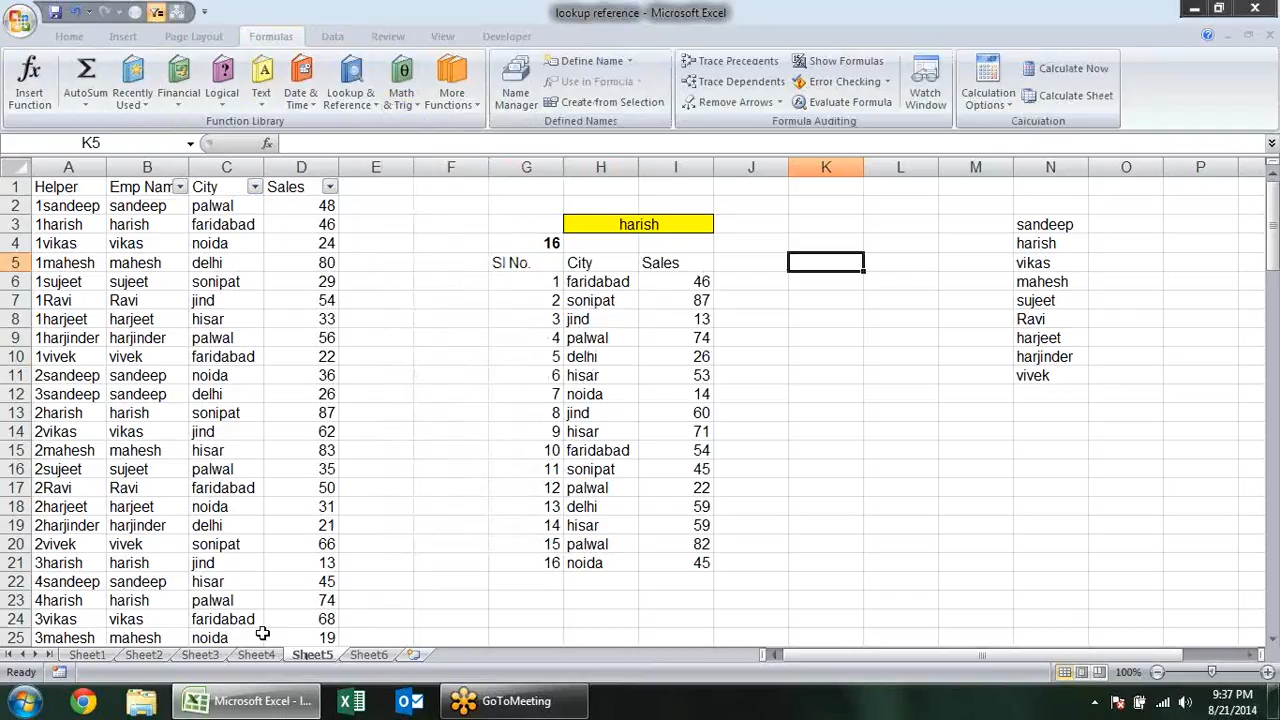 lookup reference - Microsoft Excel
Home Insert Page Layout Formulas Data Review View Developer
Insert Function
AutoSum
Recently Used
Financial
Logical
Text
Date & Time
Lookup & Reference
Math & Trig
More Functions
Function Library
Name Manager
Define Name
Use in Formula
Create from Selection
Defined Names
Trace Precedents
Trace Dependents
Remove Arrows
Show Formulas
Error Checking
Evaluate Formula
Formula Auditing
Watch Window
Calculation Options
Calculate Now
Calculate Sheet
Calculation
K5 fx
A B C D E F G H I J K L M N O P
1 Helper Emp Nam City Sales
2 1sandeep sandeep palwal 48
3 1harish harish faridabad 46 harish sandeep
4 1vikas vikas noida 24 16 harish
5 1mahesh mahesh delhi 80 Sl No. City Sales vikas
6 1sujeet sujeet sonipat 29 1 faridabad 46 mahesh
7 1Ravi Ravi jind 54 2 sonipat 87 sujeet
8 1harjeet harjeet hisar 33 3 jind 13 Ravi
9 1harjinder harjinder palwal 56 4 palwal 74 harjeet
10 1vivek vivek faridabad 22 5 delhi 26 harjinder
11 2sandeep sandeep noida 36 6 hisar 53 vivek
12 3sandeep sandeep delhi 26 7 noida 14
13 2harish harish sonipat 87 8 jind 60
14 2vikas vikas jind 62 9 hisar 71
15 2mahesh mahesh hisar 83 10 faridabad 54
16 2sujeet sujeet palwal 35 11 sonipat 45
17 2Ravi Ravi faridabad 50 12 palwal 22
18 2harjeet harjeet noida 31 13 delhi 59
19 2harjinder harjinder delhi 21 14 hisar 59
20 2vivek vivek sonipat 66 15 palwal 82
21 3harish harish jind 13 16 noida 45
22 4sandeep sandeep hisar 45
23 4harish harish palwal 74
24 3vikas vikas faridabad 68
25 3mahesh mahesh noida 19
Sheet1 Sheet2 Sheet3 Sheet4 Sheet5 Sheet6
Ready 100%
Microsoft Excel - l... GoToMeeting 9:37 PM
8/21/2014